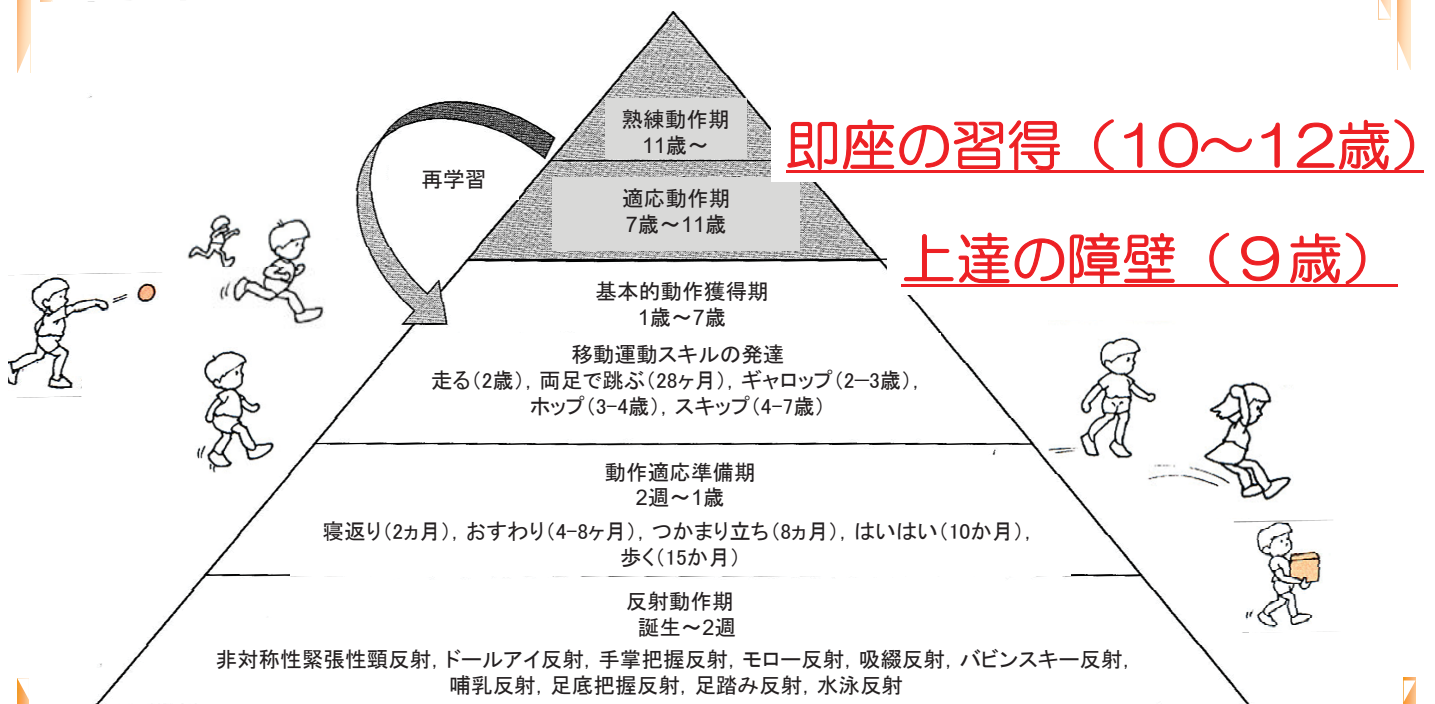 熟練動作期
11歳～
即座の習得（10～12歳）
再学習
適応動作期
7歳～11歳
上達の障壁（9歳）
基本的動作獲得期
1歳～7歳
移動運動スキルの発達
走る(2歳), 両足で跳ぶ(28ヶ月), ギャロップ(2―3歳),
ホップ(3-4歳), スキップ(4-7歳)
動作適応準備期
2週～1歳
寝返り(2ヵ月), おすわり(4-8ヶ月), つかまり立ち(8ヵ月), はいはい(10か月),
歩く(15か月)
反射動作期
誕生～2週
非対称性緊張性頸反射, ドールアイ反射, 手掌把握反射, モロー反射, 吸綴反射, バビンスキー反射,
哺乳反射, 足底把握反射, 足踏み反射, 水泳反射